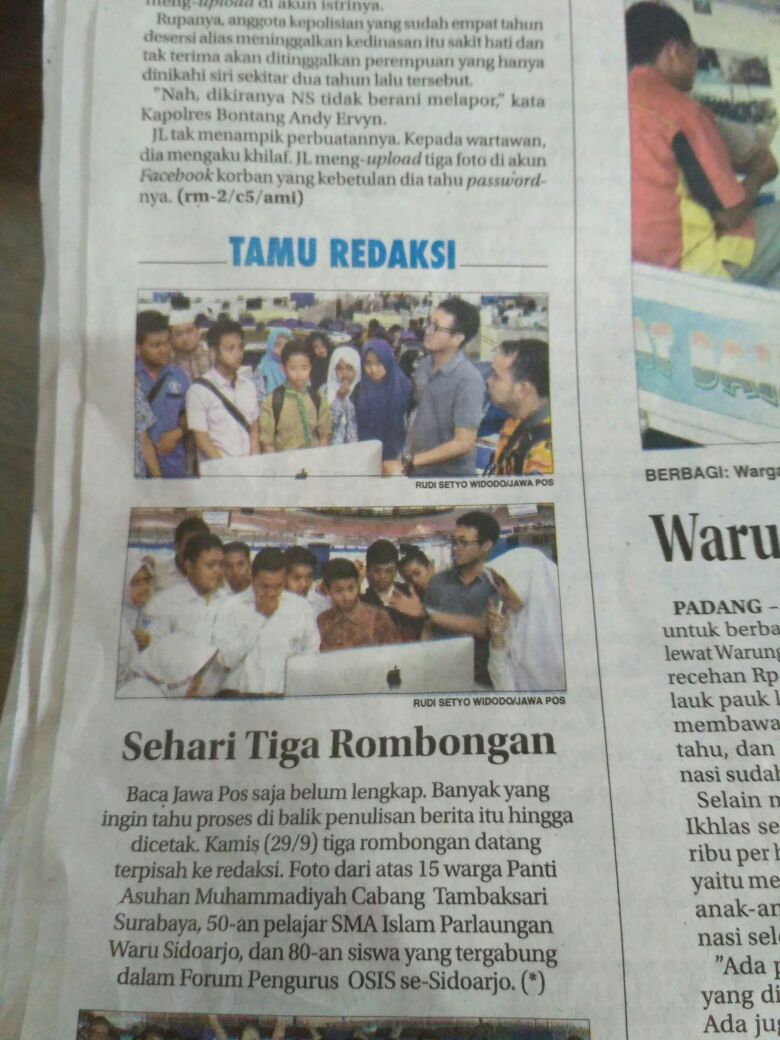 meng-upload di akun istrinya.
Rupanya, anggota kepolisian yang sudah empat tahun
desersi alias meninggalkan kedinasan itu sakit hati dan
tak terima akan ditinggalkan perempuan yang hanya
dinikahi siri sekitar dua tahun lalu tersebut.
"Nah, dikiranya NS tidak berani melapor," kata
Kapolres Bontang Andy Ervyn.
JL tak menampik perbuatannya. Kepada wartawan,
dia mengaku khilaf. JL meng-upload tiga foto di akun
Facebook korban yang kebetulan dia tahu password-
nya. (rm-2/c5/ami)
TAMU REDAKSI
RUDI SETYO WIDODO/JAWA POS
RUDI SETYO WIDODO/JAWA POS
Sehari Tiga Rombongan
Baca Jawa Pos saja belum lengkap. Banyak yang
ingin tahu proses di balik penulisan berita itu hingga
dicetak. Kamis (29/9) tiga rombongan datang
terpisah ke redaksi. Foto dari atas 15 warga Panti
Asuhan Muhammadiyah Cabang Tambaksari
Surabaya, 50-an pelajar SMA Islam Parlaungan
Waru Sidoarjo, dan 80-an siswa yang tergabung
dalam Forum Pengurus OSIS se-Sidoarjo. (*)
BERBAGI: Warga
Waru
PADANG –
untuk berba
lewat Warung
recehan Rp
lauk pauk l
membawa
tahu, dan
nasi sudah
Selain m
Ikhlas se
ribu per h
yaitu me
anak-an
nasi sel
"Ada p
yang di
Ada jug